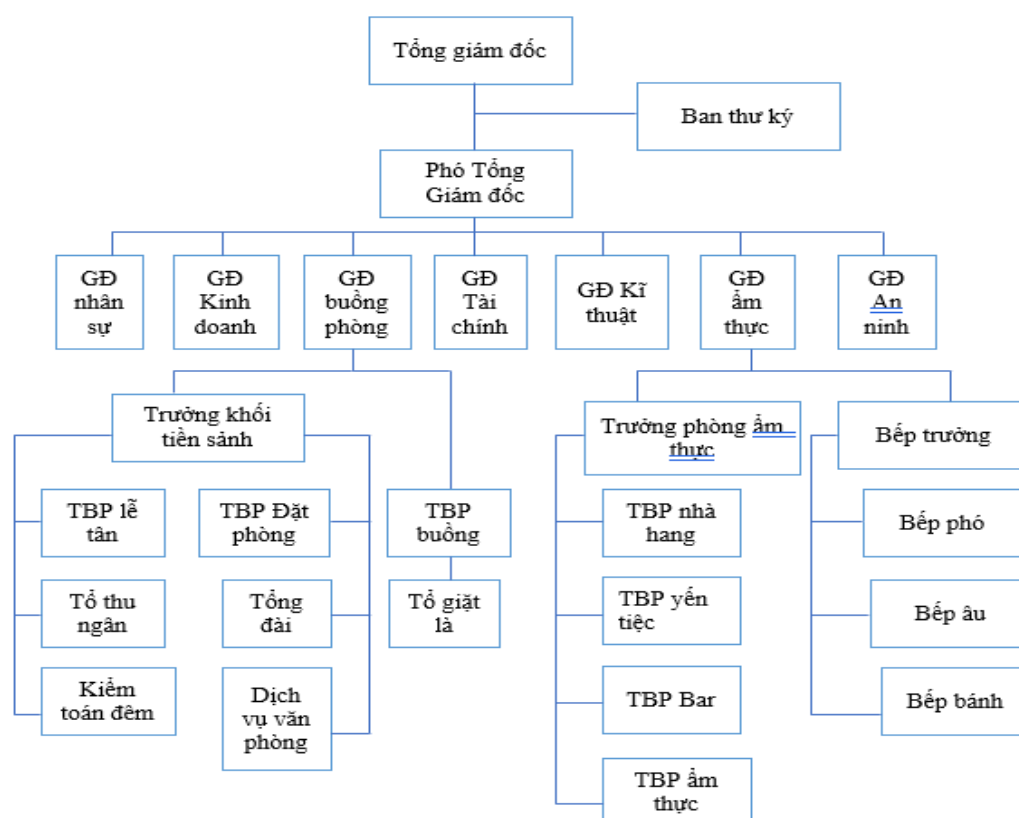 Tổng giám đốc
Ban thư ký
Phó Tổng
Giám đốc
GĐ
nhân
sự
GĐ
Kinh
doanh
GĐ
buồng
phòng
GĐ
Tài
chính
GĐ Kĩ
thuật
GĐ
ẩm
thực
GĐ
An
ninh
Trưởng khối
tiền sảnh
Trưởng phòng ẩm
thực
Bếp trưởng
TBP lễ
tân
TBP Đặt
phòng
TBP
buồng
TBP nhà
hang
Bếp phó
Tổ thu
ngân
Tổng
đài
Tổ giặt
là
TBP yến
tiệc
Bếp âu
Kiểm
toán đêm
Dịch
vụ văn
phòng
TBP Bar
Bếp bánh
TBP ẩm
thực